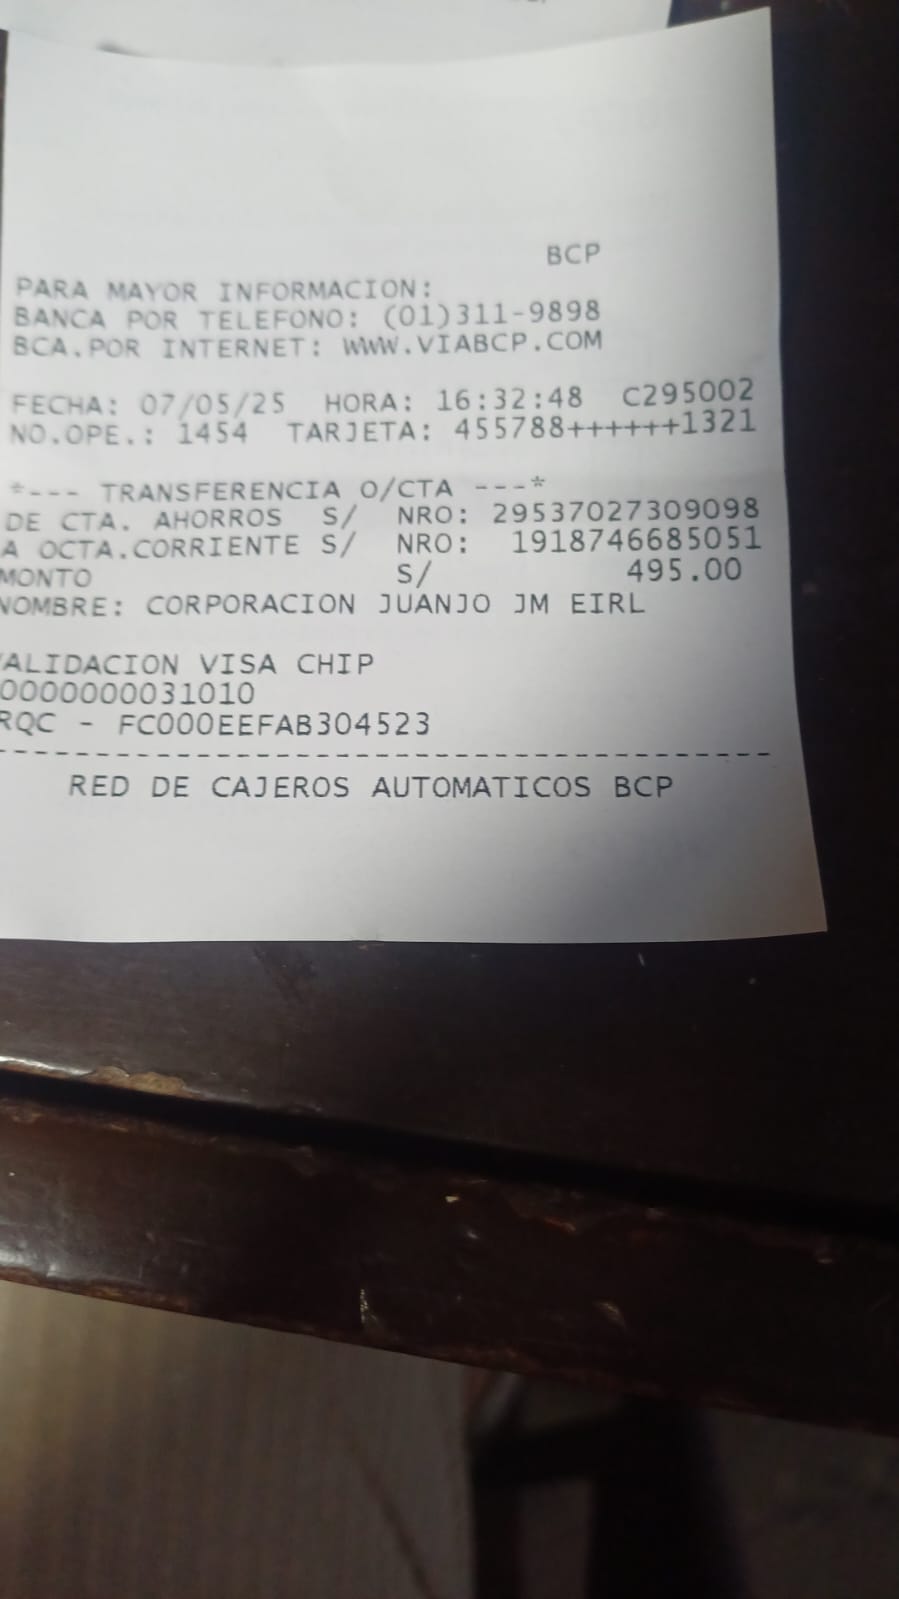 BCP
PARA MAYOR INFORMACION:
BANCA POR TELEFONO: (01)311-9898
BCA.POR INTERNET: WWW.VIABCP.COM
FECHA: 07/05/25 HORA: 16:32:48 C295002
NO.OPE.: 1454 TARJETA: 455788++++++1321
*--- TRANSFERENCIA O/CTA ---*
DE CTA. AHORROS S/ NRO: 29537027309098
A OCTA.CORRIENTE S/ NRO: 1918746685051
MONTO S/ 495.00
NOMBRE: CORPORACION JUANJO JM EIRL
ALIDACION VISA CHIP
0000000031010
RQC - FC000EEFAB304523
RED DE CAJEROS AUTOMATICOS BCP